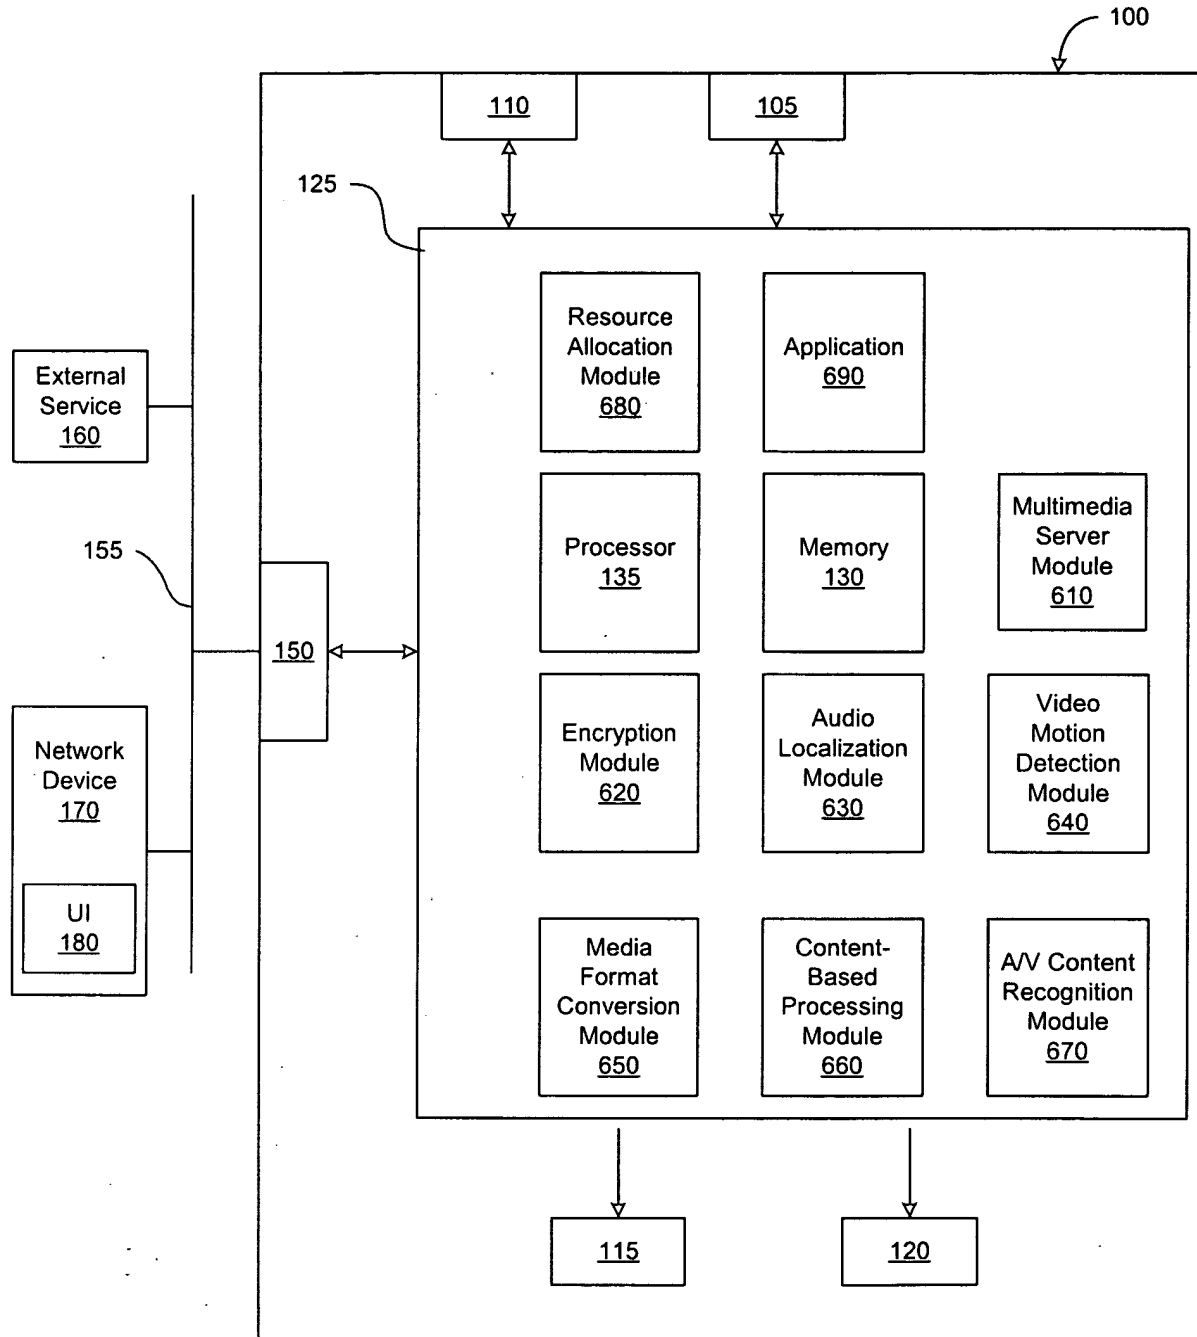 100
110
105
125
Resource
Allocation
Module
680
Application
690
External
Service
160
Processor
135
Memory
130
Multimedia
Server
Module
610
155
150
Encryption
Module
620
Audio
Localization
Module
630
Video
Motion
Detection
Module
640
Network
Device
170
UI
180
Media
Format
Conversion
Module
650
Content-
Based
Processing
Module
660
A/V Content
Recognition
Module
670
115
120